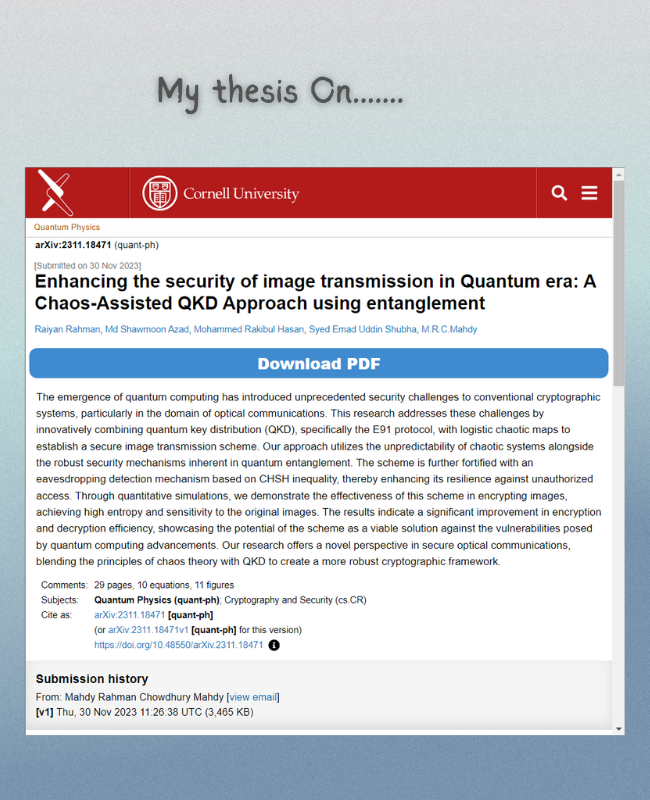 My thesis On.......
Cornell University
Quantum Physics
arXiv:2311.18471 (quant-ph)
[Submitted on 30 Nov 2023]
Enhancing the security of image transmission in Quantum era: A
Chaos-Assisted QKD Approach using entanglement
Raiyan Rahman, Md Shawmoon Azad, Mohammed Rakibul Hasan, Syed Emad Uddin Shubha, M.R.C.Mahdy
Download PDF
The emergence of quantum computing has introduced unprecedented security challenges to conventional cryptographic
systems, particularly in the domain of optical communications. This research addresses these challenges by
innovatively combining quantum key distribution (QKD), specifically the E91 protocol, with logistic chaotic maps to
establish a secure image transmission scheme. Our approach utilizes the unpredictability of chaotic systems alongside
the robust security mechanisms inherent in quantum entanglement. The scheme is further fortified with an
eavesdropping detection mechanism based on CHSH inequality, thereby enhancing its resilience against unauthorized
access. Through quantitative simulations, we demonstrate the effectiveness of this scheme in encrypting images,
achieving high entropy and sensitivity to the original images. The results indicate a significant improvement in encryption
and decryption efficiency, showcasing the potential of the scheme as a viable solution against the vulnerabilities posed
by quantum computing advancements. Our research offers a novel perspective in secure optical communications,
blending the principles of chaos theory with QKD to create a more robust cryptographic framework.
Comments: 29 pages, 10 equations, 11 figures
Subjects: Quantum Physics (quant-ph); Cryptography and Security (cs.CR)
Cite as: arXiv:2311.18471 [quant-ph]
(or arXiv:2311.18471v1 [quant-ph] for this version)
https://doi.org/10.48550/arXiv.2311.18471
Submission history
From: Mahdy Rahman Chowdhury Mahdy [view email]
[v1] Thu, 30 Nov 2023 11:26:38 UTC (3,465 KB)